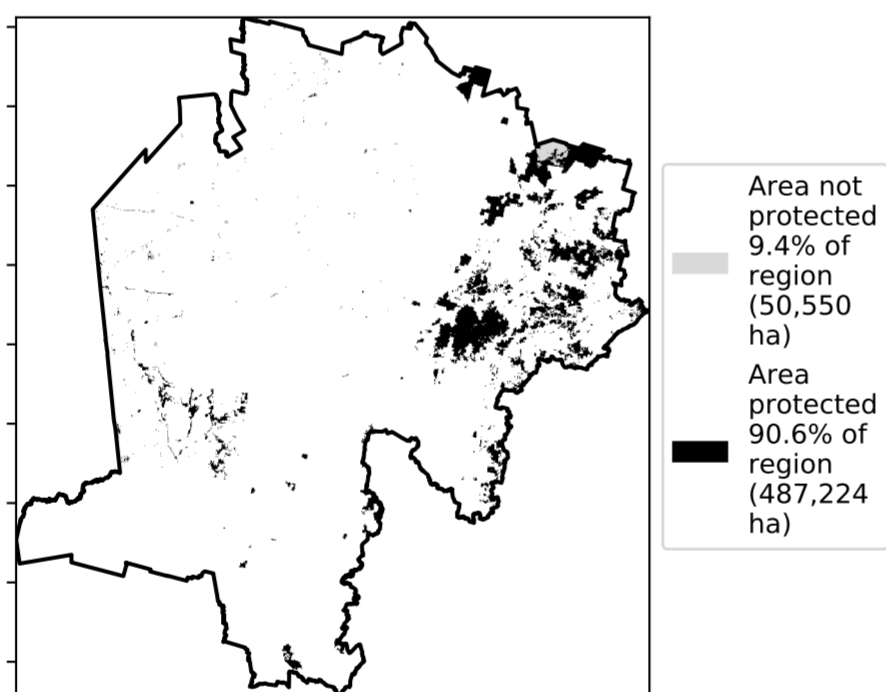 Area not
protected
9.4% of
region
(50,550
ha)
Area
protected
90.6% of
region
(487,224
ha)